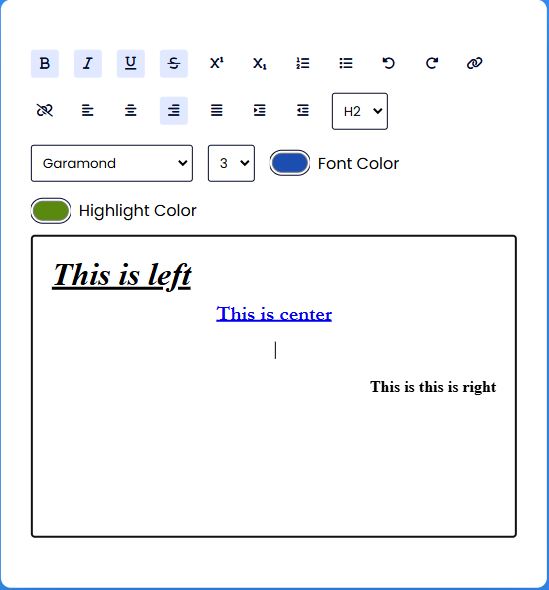 B I U S X¹ X₁
H2
Garamond 3 Font Color
Highlight Color
This is left
This is center
This is this is right